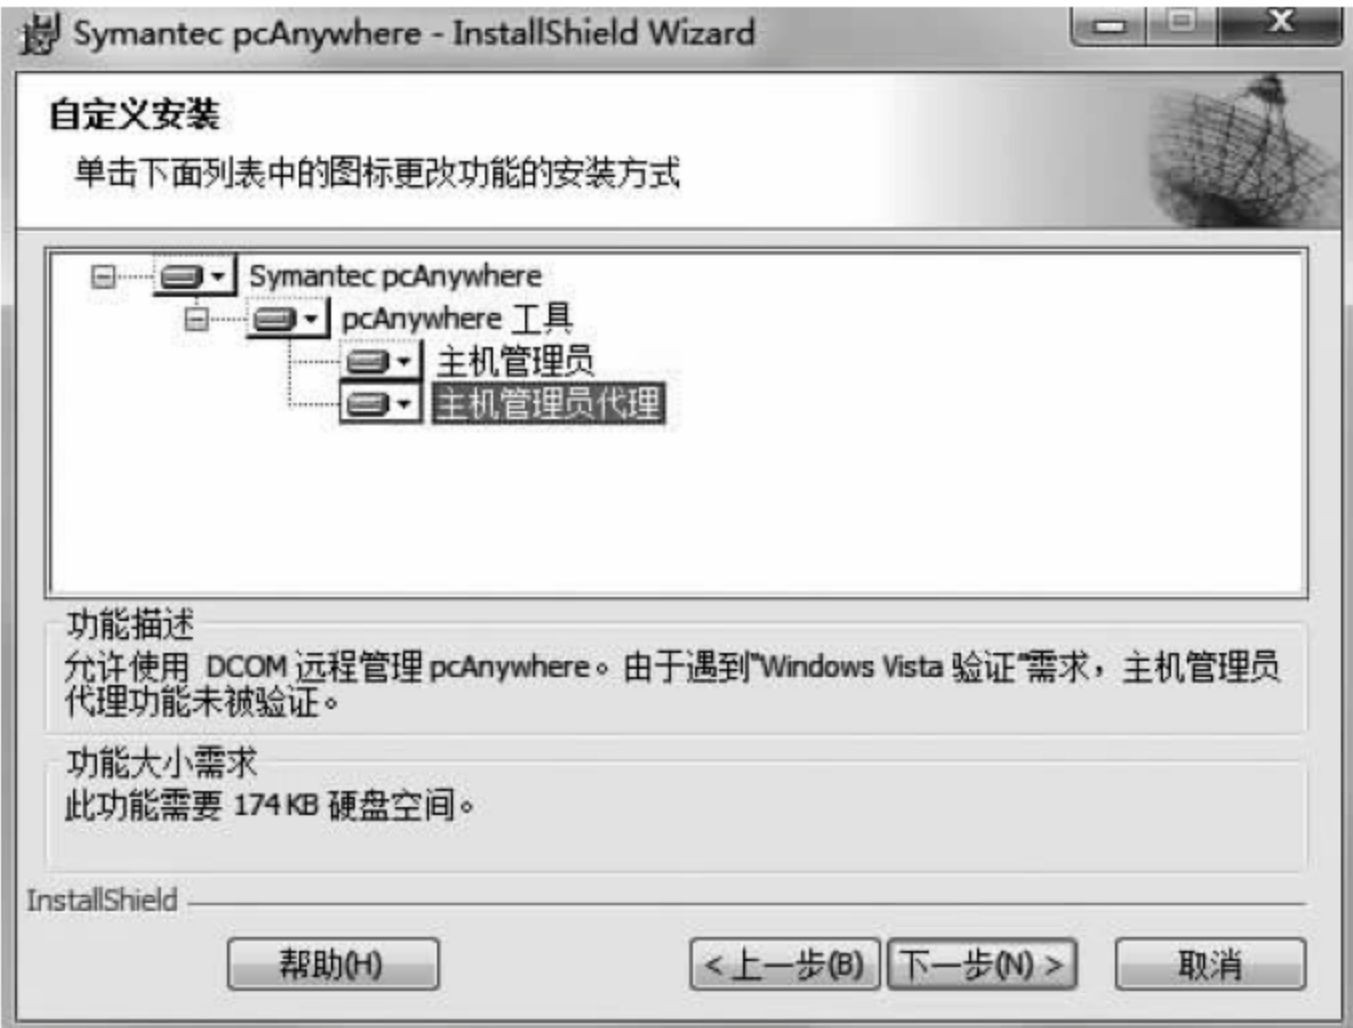 Symantec pcAnywhere - InstallShield Wizard
自定义安装
单击下面列表中的图标更改功能的安装方式
Symantec pcAnywhere
pcAnywhere 工具
主机管理员
主机管理员代理
功能描述
允许使用 DCOM 远程管理 pcAnywhere。由于遇到"Windows Vista 验证"需求，主机管理员
代理功能未被验证。
功能大小需求
此功能需要 174 KB 硬盘空间。
InstallShield
帮助(H)
< 上一步(B)
下一步(N) >
取消